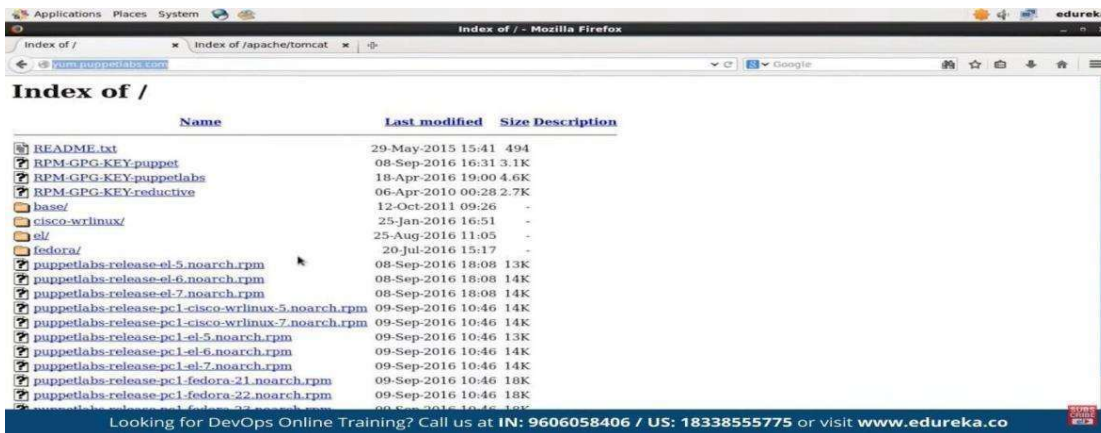 Applications Places System edurek
Index of / - Mozilla Firefox
Index of / Index of /apache/tomcat
yum.puppetlabs.com Google
Index of /
Name Last modified Size Description
README.txt 29-May-2015 15:41 494
RPM-GPG-KEY-puppet 08-Sep-2016 16:31 3.1K
RPM-GPG-KEY-puppetlabs 18-Apr-2016 19:00 4.6K
RPM-GPG-KEY-reductive 06-Apr-2010 00:28 2.7K
base/ 12-Oct-2011 09:26 -
cisco-wrlinux/ 25-Jan-2016 16:51 -
el/ 25-Aug-2016 11:05 -
fedora/ 20-Jul-2016 15:17 -
puppetlabs-release-el-5.noarch.rpm 08-Sep-2016 18:08 13K
puppetlabs-release-el-6.noarch.rpm 08-Sep-2016 18:08 14K
puppetlabs-release-el-7.noarch.rpm 08-Sep-2016 18:08 14K
puppetlabs-release-pc1-cisco-wrlinux-5.noarch.rpm 09-Sep-2016 10:46 14K
puppetlabs-release-pc1-cisco-wrlinux-7.noarch.rpm 09-Sep-2016 10:46 14K
puppetlabs-release-pc1-el-5.noarch.rpm 09-Sep-2016 10:46 13K
puppetlabs-release-pc1-el-6.noarch.rpm 09-Sep-2016 10:46 14K
puppetlabs-release-pc1-el-7.noarch.rpm 09-Sep-2016 10:46 14K
puppetlabs-release-pc1-fedora-21.noarch.rpm 09-Sep-2016 10:46 18K
puppetlabs-release-pc1-fedora-22.noarch.rpm 09-Sep-2016 10:46 18K
Looking for DevOps Online Training? Call us at IN: 9606058406 / US: 18338555775 or visit www.edureka.co
SUBSCRIBE